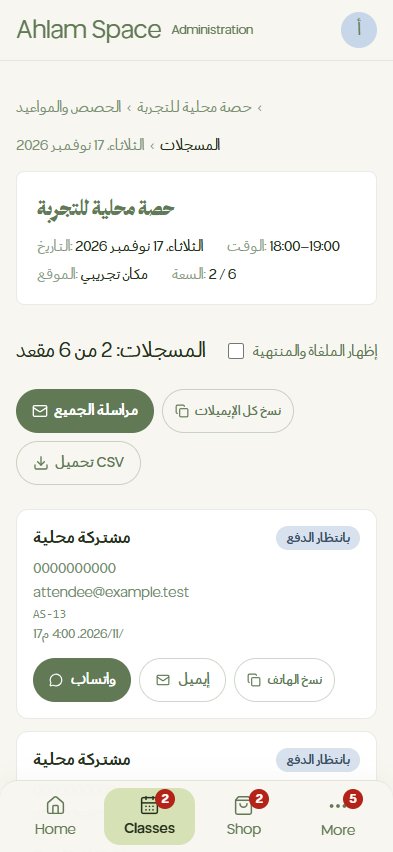 Ahlam Space Administration أ
الحصص والمواعيد › حصة محلية للتجربة ›
الثلاثاء، 17 نوفمبر 2026 › المسجلات
حصة محلية للتجربة
التاريخ: الثلاثاء، 17 نوفمبر 2026 الوقت: 18:00–19:00
الموقع: مكان تجريبي السعة: 2 / 6
المسجلات: 2 من 6 مقعد إظهار الملغاة والمنتهية
مراسلة الجميع نسخ كل الإيميلات
تحميل CSV
مشتركة محلية بانتظار الدفع
0000000000
attendee@example.test
AS-13
17‏/11‏/2026، 4:00 م
واتساب إيميل نسخ الهاتف
مشتركة محلية بانتظار الدفع
2 2 5
Home Classes Shop More